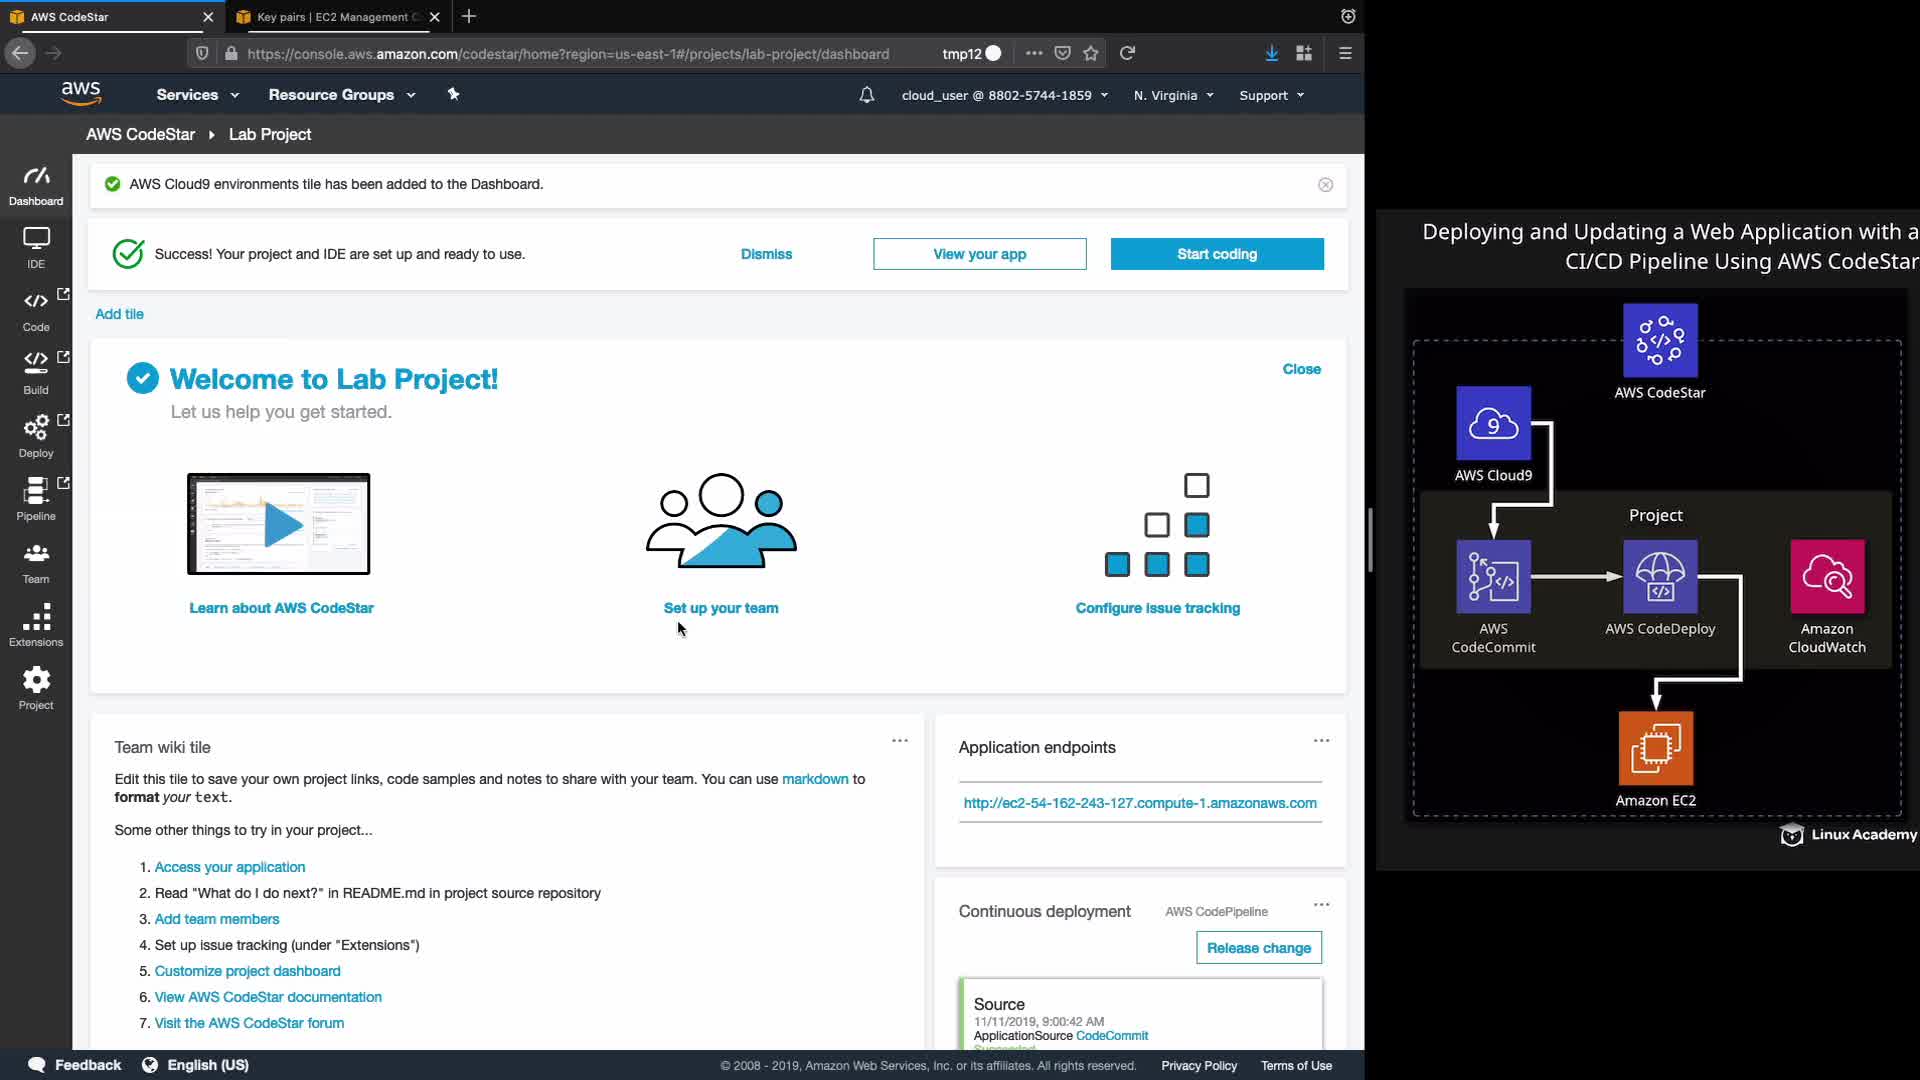 AWS CodeStar
Key pairs | EC2 Management C
https://console.aws.amazon.com/codestar/home?region=us-east-1#/projects/lab-project/dashboard
tmp12
aws
Services
Resource Groups
cloud_user @ 8802-5744-1859
N. Virginia
Support
AWS CodeStar
Lab Project
Dashboard
IDE
Code
Build
Deploy
Pipeline
Team
Extensions
Project
AWS Cloud9 environments tile has been added to the Dashboard.
Success! Your project and IDE are set up and ready to use.
Dismiss
View your app
Start coding
Add tile
Welcome to Lab Project!
Close
Let us help you get started.
Learn about AWS CodeStar
Set up your team
Configure issue tracking
Team wiki tile
Edit this tile to save your own project links, code samples and notes to share with your team. You can use markdown to
format your text.
Some other things to try in your project...
1. Access your application
2. Read "What do I do next?" in README.md in project source repository
3. Add team members
4. Set up issue tracking (under "Extensions")
5. Customize project dashboard
6. View AWS CodeStar documentation
7. Visit the AWS CodeStar forum
Application endpoints
http://ec2-54-162-243-127.compute-1.amazonaws.com
Continuous deployment
AWS CodePipeline
Release change
Source
11/11/2019, 9:00:42 AM
ApplicationSource CodeCommit
Succeeded
Feedback
English (US)
© 2008 - 2019, Amazon Web Services, Inc. or its affiliates. All rights reserved.
Privacy Policy
Terms of Use
Deploying and Updating a Web Application with a
CI/CD Pipeline Using AWS CodeStar
AWS CodeStar
9
AWS Cloud9
Project
AWS
CodeCommit
AWS CodeDeploy
Amazon
CloudWatch
Amazon EC2
Linux Academy